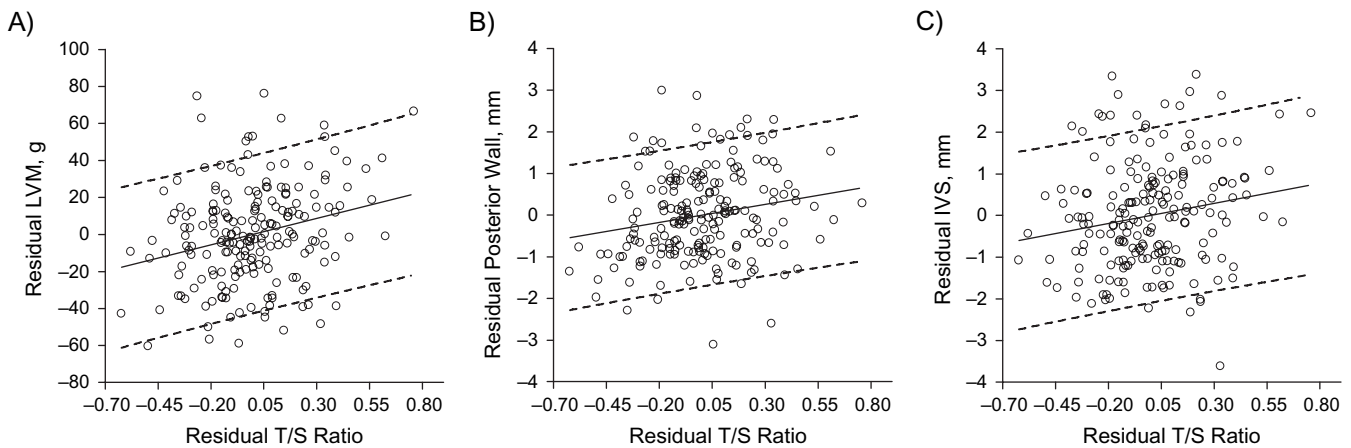 A)
Residual LVM, g
100
80
60
40
20
0
–20
–40
–60
–80
–0.70 –0.45 –0.20 0.05 0.30 0.55 0.80
Residual T/S Ratio
B)
Residual Posterior Wall, mm
4
3
2
1
0
–1
–2
–3
–4
–0.70 –0.45 –0.20 0.05 0.30 0.55 0.80
Residual T/S Ratio
C)
Residual IVS, mm
4
3
2
1
0
–1
–2
–3
–4
–0.70 –0.45 –0.20 0.05 0.30 0.55 0.80
Residual T/S Ratio